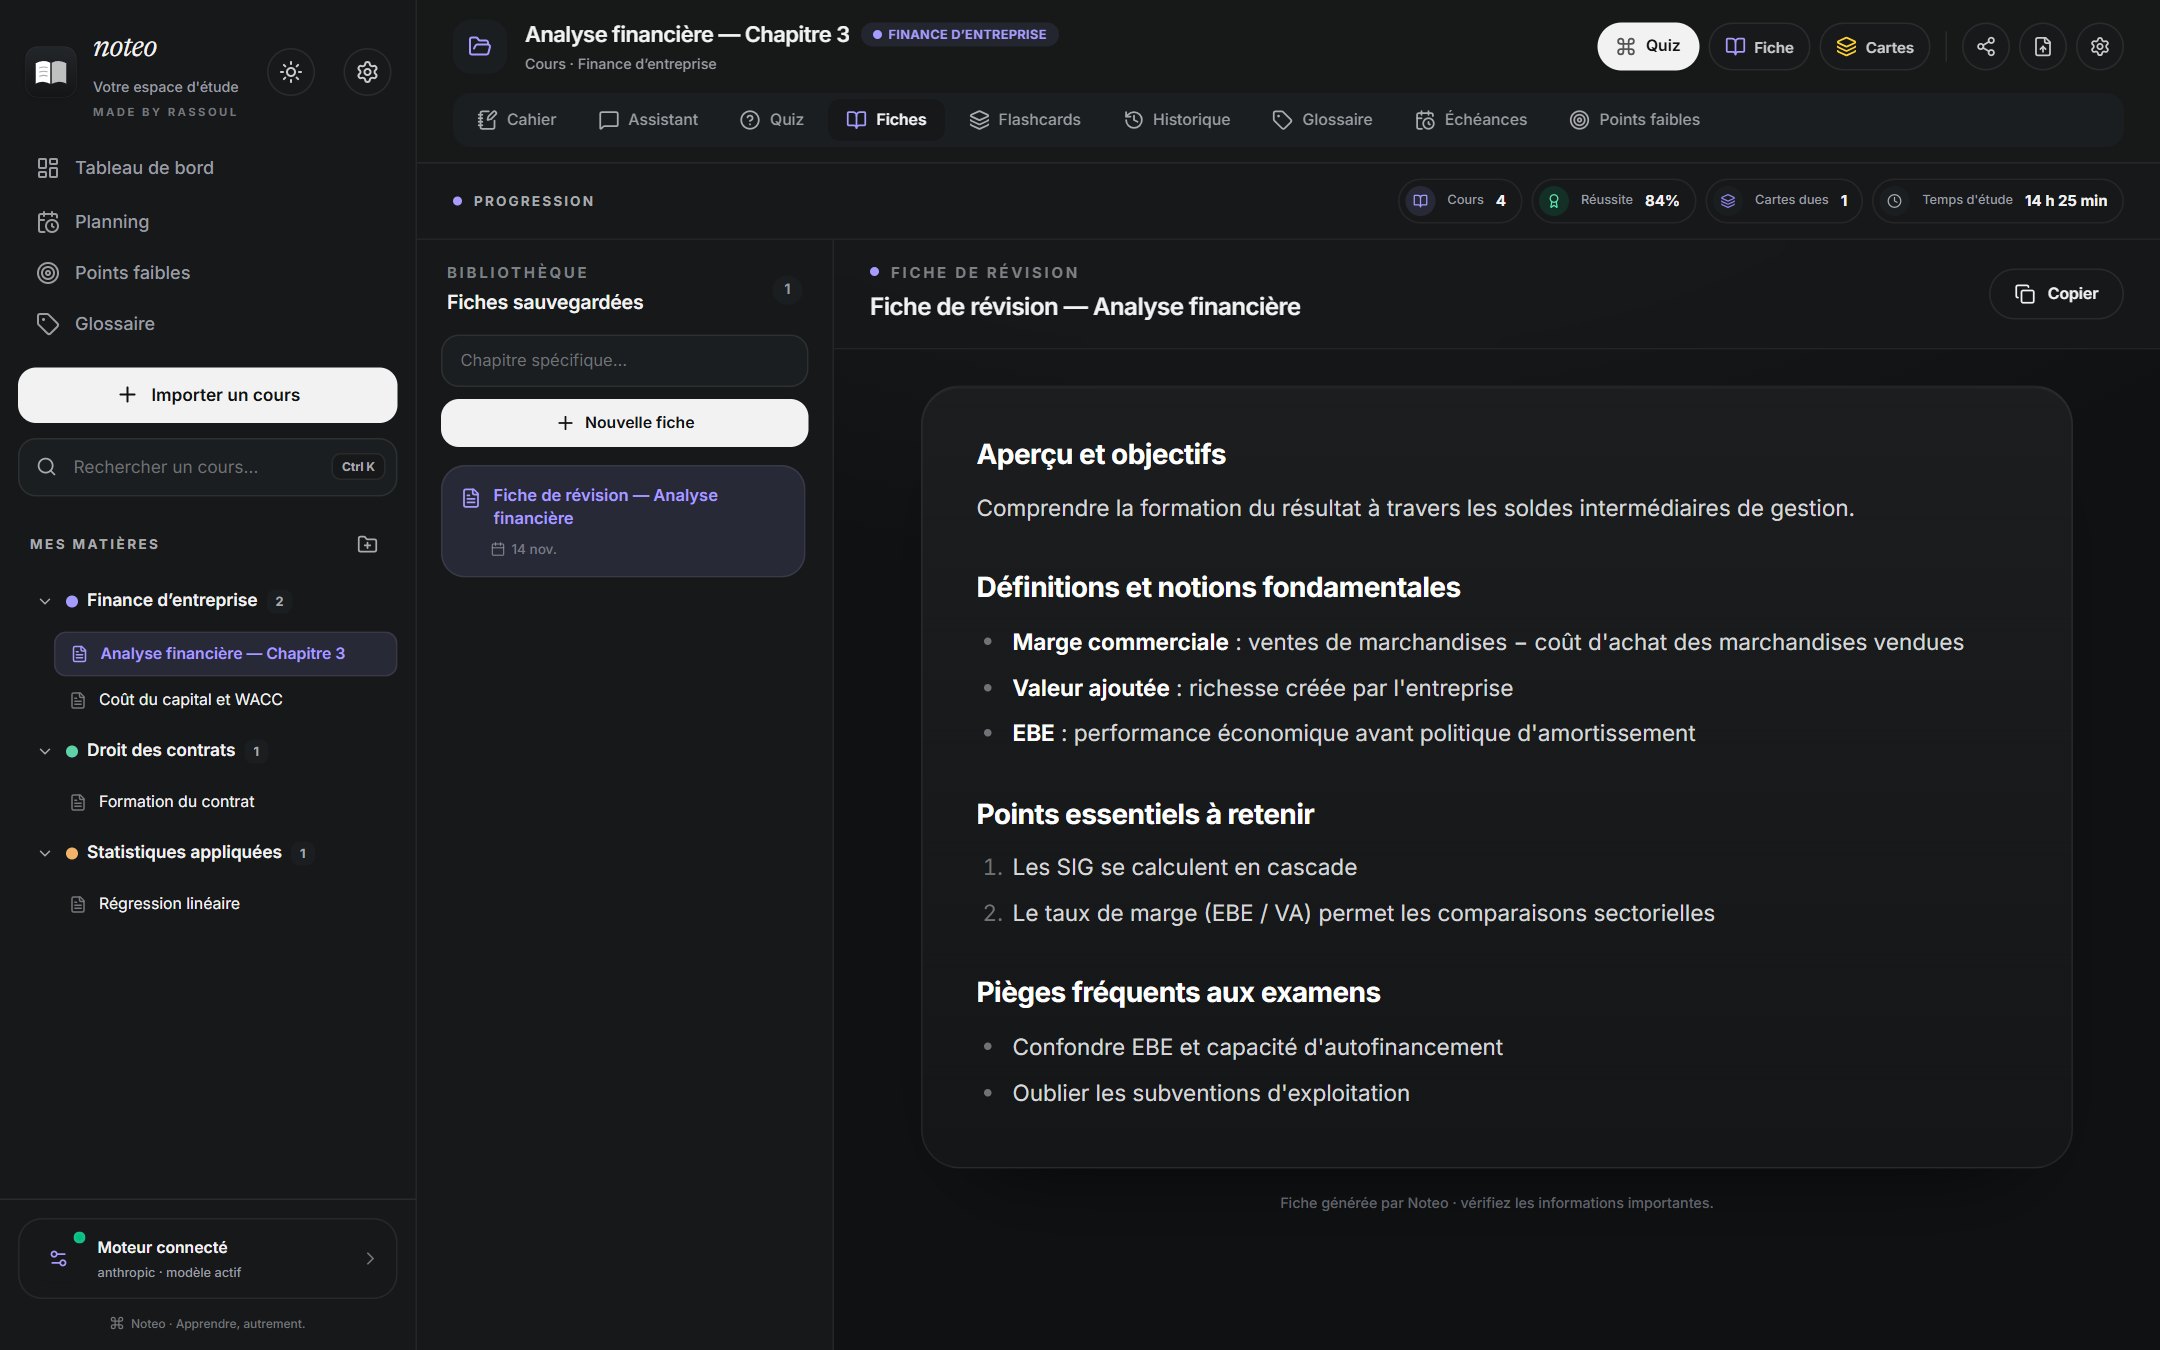 noteo
Votre espace d'étude
MADE BY RASSOUL
Tableau de bord
Planning
Points faibles
Glossaire
Importer un cours
Rechercher un cours...
Ctrl K
MES MATIÈRES
Finance d’entreprise 2
Analyse financière — Chapitre 3
Coût du capital et WACC
Droit des contrats 1
Formation du contrat
Statistiques appliquées 1
Régression linéaire
Moteur connecté
anthropic · modèle actif
Noteo · Apprendre, autrement.
Analyse financière — Chapitre 3
FINANCE D’ENTREPRISE
Cours · Finance d’entreprise
Quiz
Fiche
Cartes
Cahier
Assistant
Quiz
Fiches
Flashcards
Historique
Glossaire
Échéances
Points faibles
PROGRESSION
Cours 4
Réussite 84%
Cartes dues 1
Temps d'étude 14 h 25 min
BIBLIOTHÈQUE
Fiches sauvegardées
1
Chapitre spécifique...
Nouvelle fiche
Fiche de révision — Analyse
financière
14 nov.
FICHE DE RÉVISION
Fiche de révision — Analyse financière
Copier
Aperçu et objectifs
Comprendre la formation du résultat à travers les soldes intermédiaires de gestion.
Définitions et notions fondamentales
• Marge commerciale : ventes de marchandises − coût d'achat des marchandises vendues
• Valeur ajoutée : richesse créée par l'entreprise
• EBE : performance économique avant politique d'amortissement
Points essentiels à retenir
1. Les SIG se calculent en cascade
2. Le taux de marge (EBE / VA) permet les comparaisons sectorielles
Pièges fréquents aux examens
• Confondre EBE et capacité d'autofinancement
• Oublier les subventions d'exploitation
Fiche générée par Noteo · vérifiez les informations importantes.